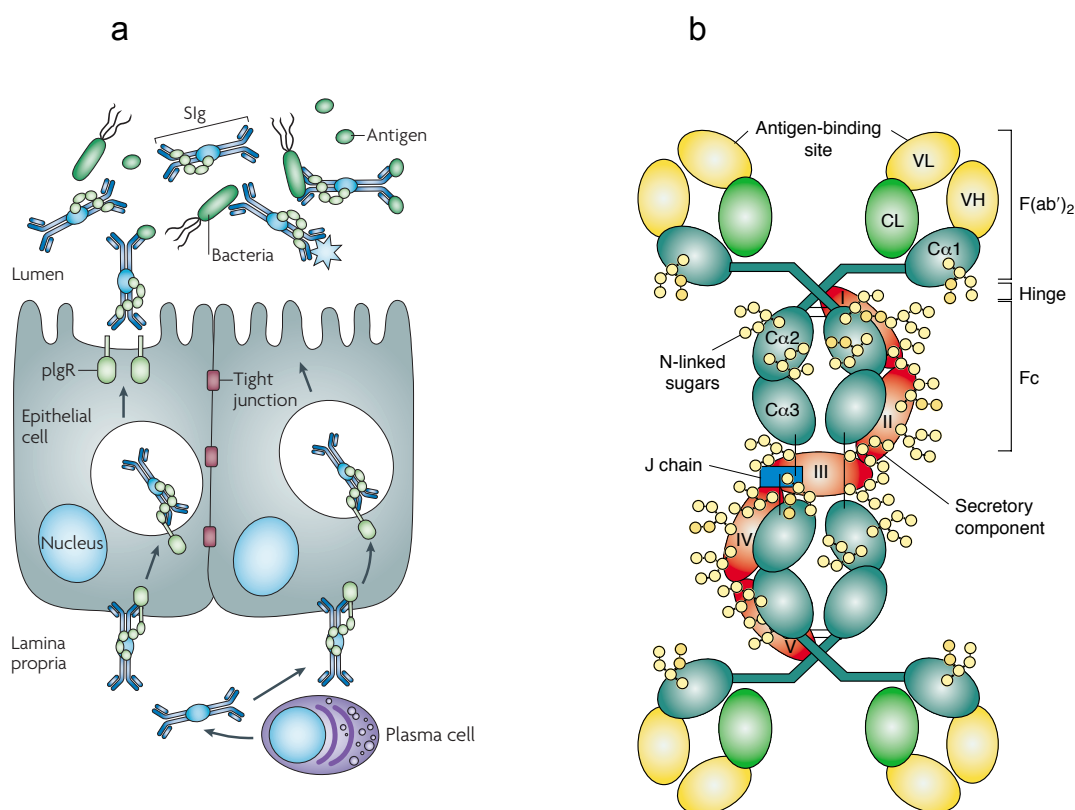 a
SIg
Antigen
Bacteria
Lumen
pIgR
Tight
junction
Epithelial
cell
Nucleus
Lamina
propria
Plasma cell
b
Antigen-binding
site
VL
VH
CL
Cα1
F(ab′)2
Hinge
I
Cα2
N-linked
sugars
Fc
Cα3
II
J chain
III
Secretory
component
IV
V